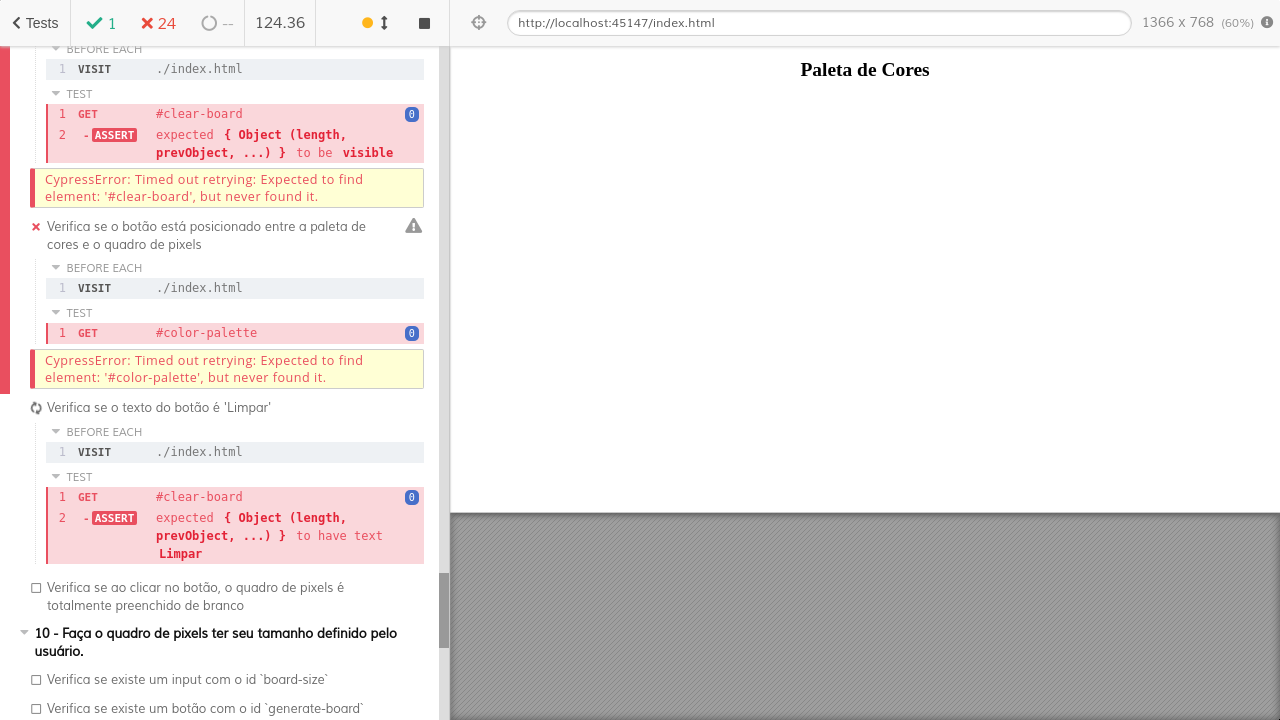 Tests 1 24 -- 124.36 http://localhost:45147/index.html 1366 x 768 (60%)
BEFORE EACH
1 VISIT ./index.html
TEST
1 GET #clear-board 0
2 -ASSERT expected { Object (length,
prevObject, ...) } to be visible
CypressError: Timed out retrying: Expected to find
element: '#clear-board', but never found it.
Verifica se o botão está posicionado entre a paleta de
cores e o quadro de pixels
BEFORE EACH
1 VISIT ./index.html
TEST
1 GET #color-palette 0
CypressError: Timed out retrying: Expected to find
element: '#color-palette', but never found it.
Verifica se o texto do botão é 'Limpar'
BEFORE EACH
1 VISIT ./index.html
TEST
1 GET #clear-board 0
2 -ASSERT expected { Object (length,
prevObject, ...) } to have text
Limpar
Verifica se ao clicar no botão, o quadro de pixels é
totalmente preenchido de branco
10 - Faça o quadro de pixels ter seu tamanho definido pelo
usuário.
Verifica se existe um input com o id `board-size`
Verifica se existe um botão com o id `generate-board`
Paleta de Cores